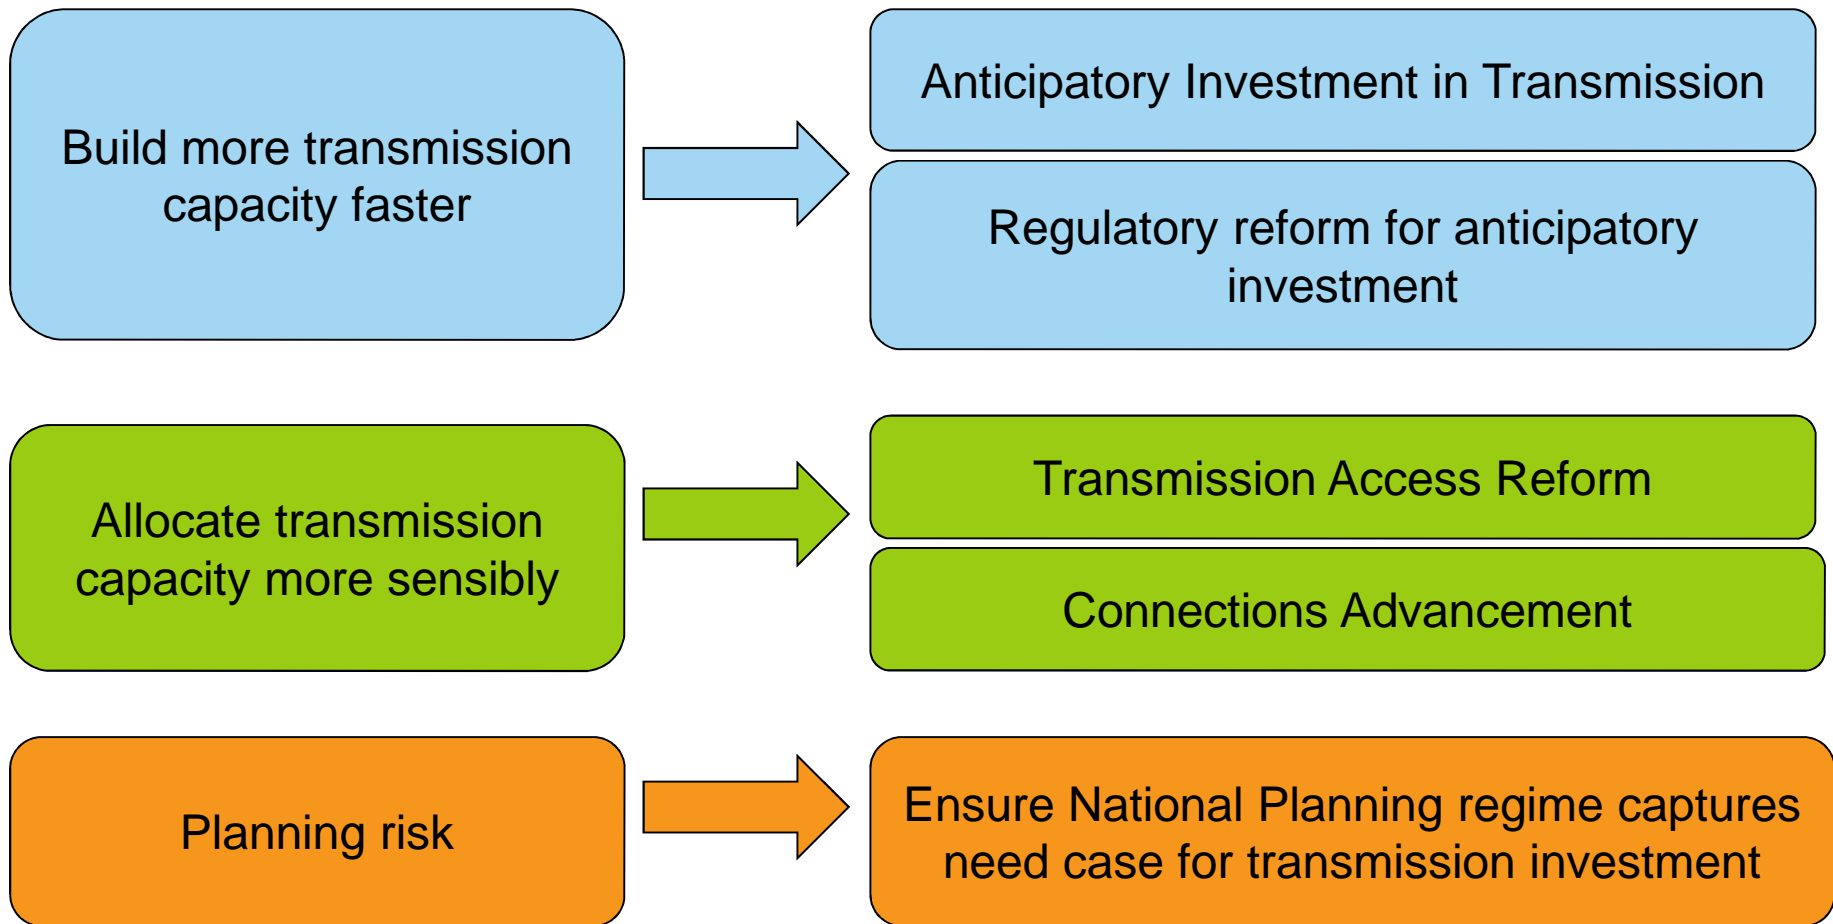 Build more transmission
capacity faster
Anticipatory Investment in Transmission
Regulatory reform for anticipatory
investment
Allocate transmission
capacity more sensibly
Transmission Access Reform
Connections Advancement
Planning risk
Ensure National Planning regime captures
need case for transmission investment